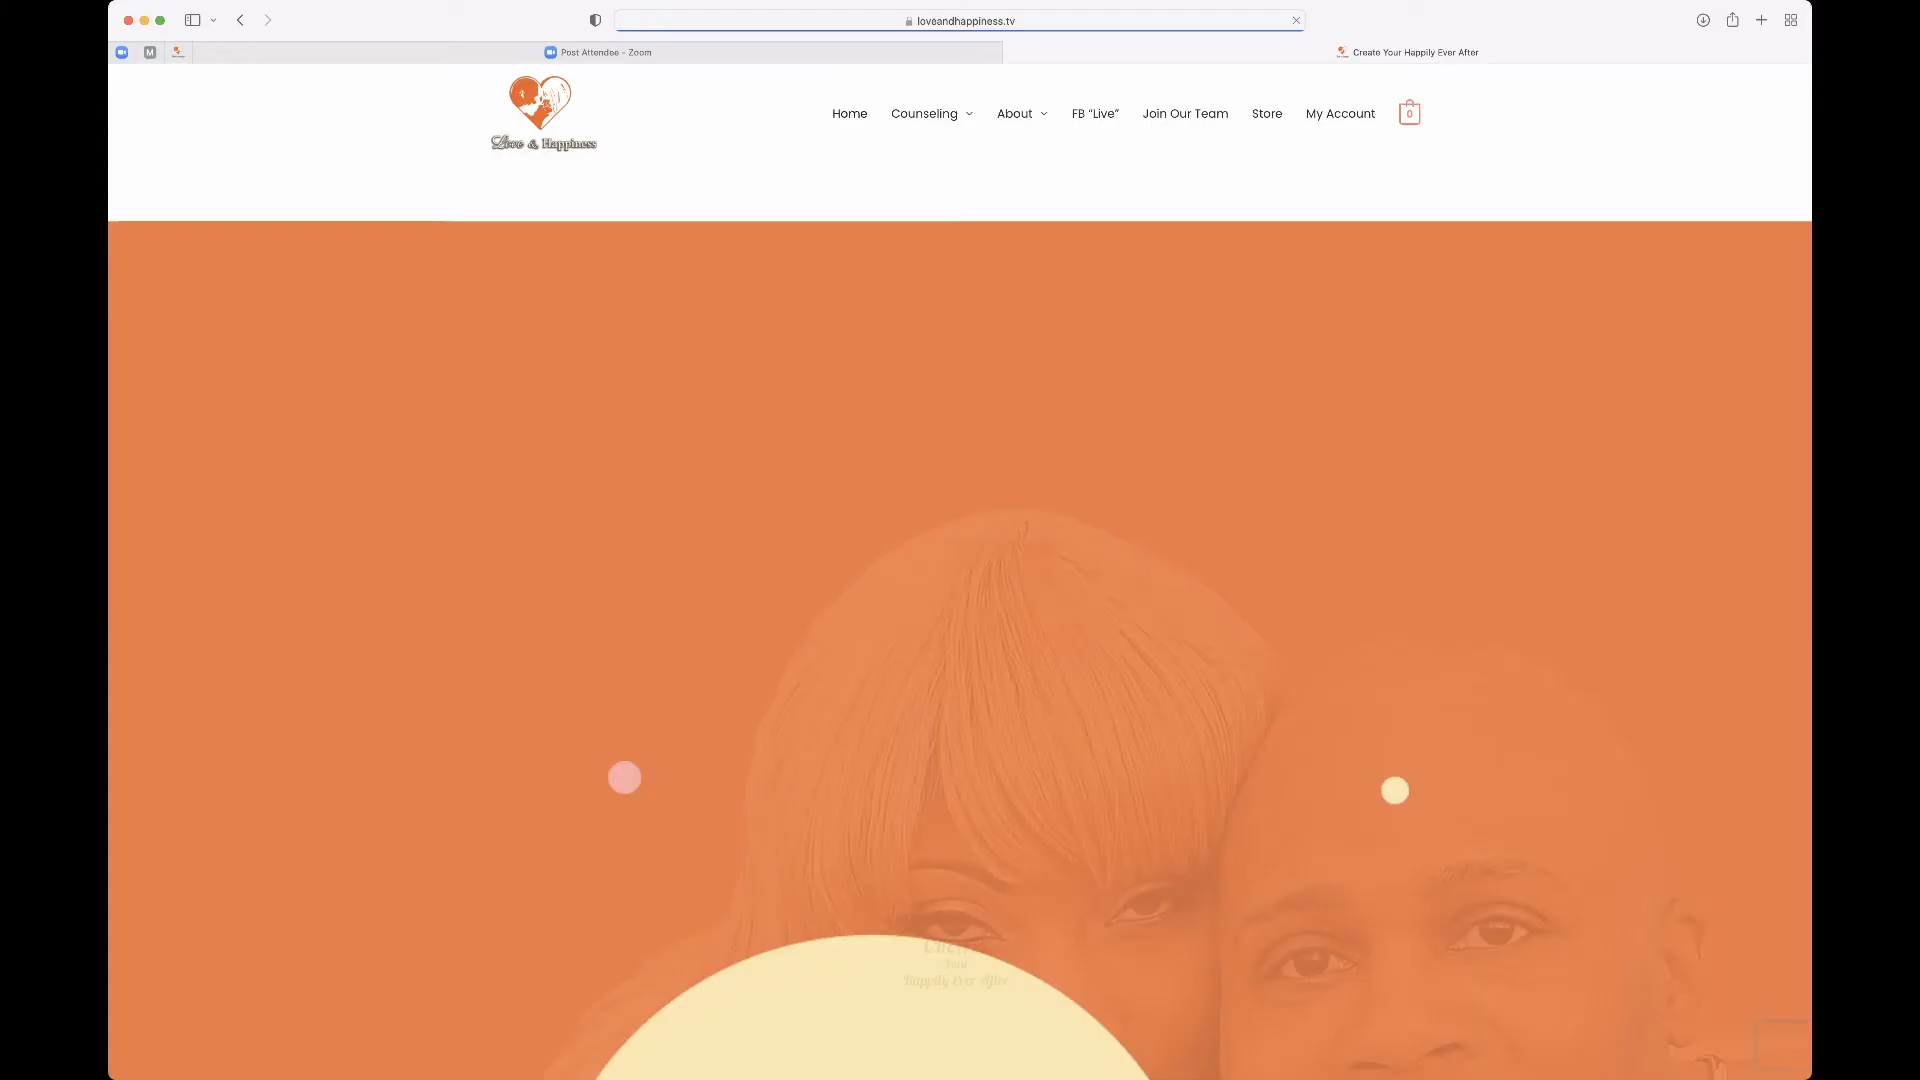 loveandhappiness.tv
M
Post Attendee - Zoom
Create Your Happily Ever After
Love & Happiness
Home
Counseling
About
FB “Live”
Join Our Team
Store
My Account
0
Your
Happily Ever After